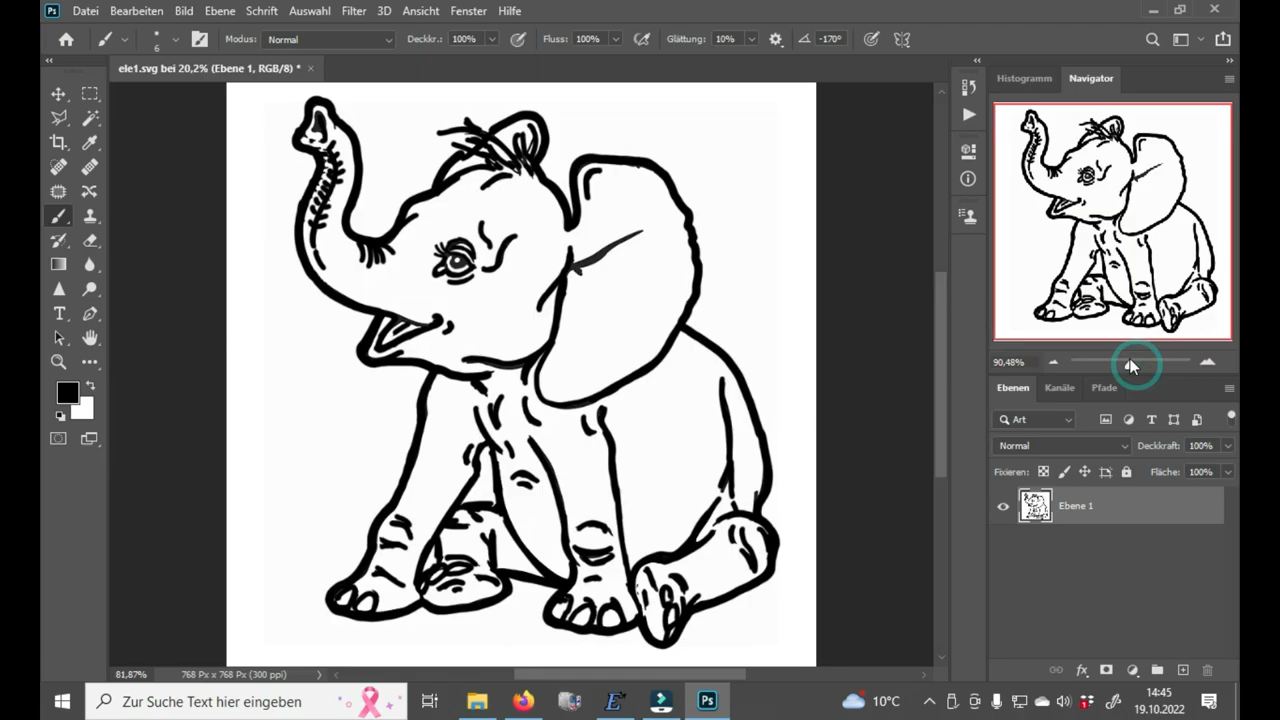 Ps Datei Bearbeiten Bild Ebene Schrift Auswahl Filter 3D Ansicht Fenster Hilfe
6 Modus: Normal Deckkr.: 100% Fluss: 100% Glättung: 10% -170°
ele1.svg bei 20,2% (Ebene 1, RGB/8) *
Histogramm Navigator
90,48%
Ebenen Kanäle Pfade
Art
Normal Deckkraft: 100%
Fixieren: Fläche: 100%
Ebene 1
81,87% 768 Px x 768 Px (300 ppi)
Zur Suche Text hier eingeben
Ps
10°C
14:45
19.10.2022